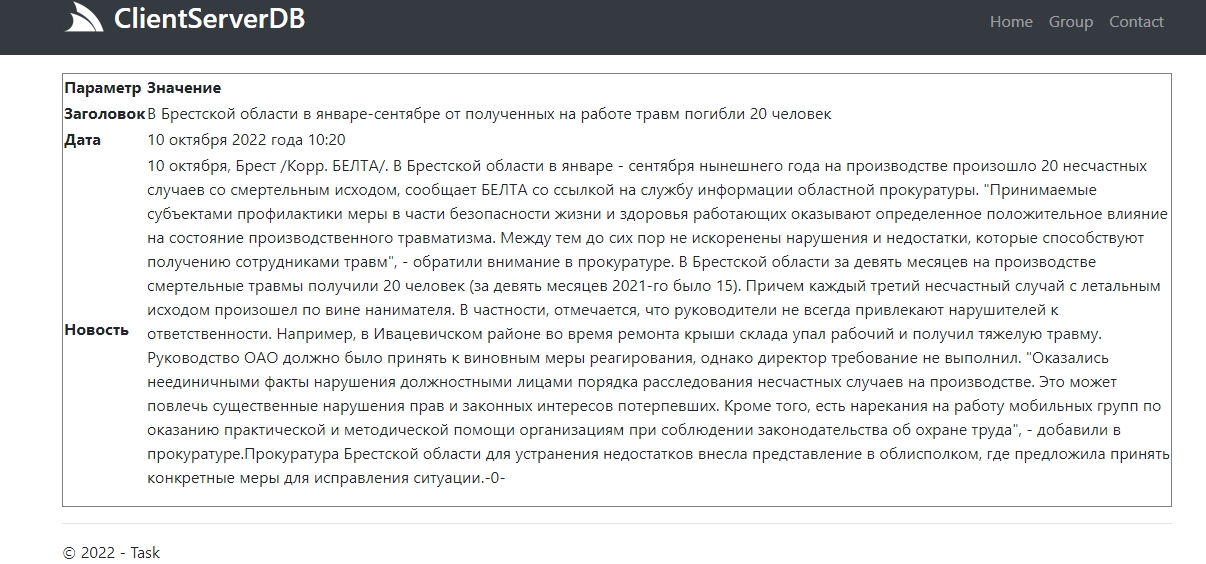 ClientServerDB
Home Group Contact
Параметр Значение
Заголовок В Брестской области в январе-сентябре от полученных на работе травм погибли 20 человек
Дата 10 октября 2022 года 10:20
10 октября, Брест /Корр. БЕЛТА/. В Брестской области в январе - сентября нынешнего года на производстве произошло 20 несчастных
случаев со смертельным исходом, сообщает БЕЛТА со ссылкой на службу информации областной прокуратуры. "Принимаемые
субъектами профилактики меры в части безопасности жизни и здоровья работающих оказывают определенное положительное влияние
на состояние производственного травматизма. Между тем до сих пор не искоренены нарушения и недостатки, которые способствуют
получению сотрудниками травм", - обратили внимание в прокуратуре. В Брестской области за девять месяцев на производстве
смертельные травмы получили 20 человек (за девять месяцев 2021-го было 15). Причем каждый третий несчастный случай с летальным
исходом произошел по вине нанимателя. В частности, отмечается, что руководители не всегда привлекают нарушителей к
Новость ответственности. Например, в Ивацевичском районе во время ремонта крыши склада упал рабочий и получил тяжелую травму.
Руководство ОАО должно было принять к виновным меры реагирования, однако директор требование не выполнил. "Оказались
неединичными факты нарушения должностными лицами порядка расследования несчастных случаев на производстве. Это может
повлечь существенные нарушения прав и законных интересов потерпевших. Кроме того, есть нарекания на работу мобильных групп по
оказанию практической и методической помощи организациям при соблюдении законодательства об охране труда", - добавили в
прокуратуре.Прокуратура Брестской области для устранения недостатков внесла представление в облисполком, где предложила принять
конкретные меры для исправления ситуации.-0-
© 2022 - Task